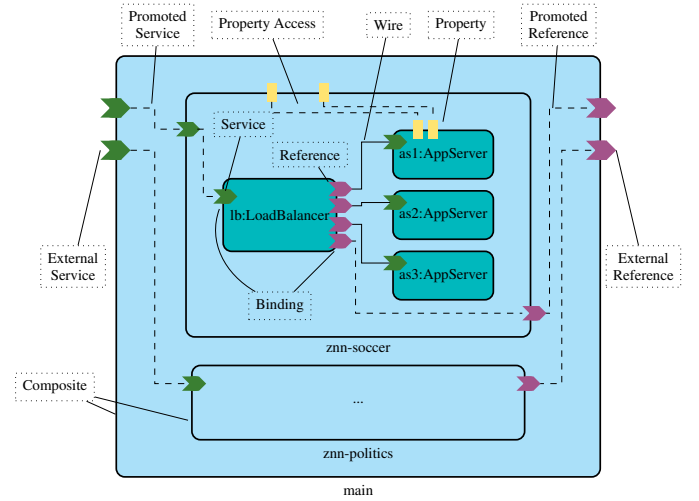 Promoted
Service
Property Access
Wire
Property
Promoted
Reference
Service
Reference
as1:AppServer
lb:LoadBalancer
as2:AppServer
as3:AppServer
External
Service
External
Reference
Binding
znn-soccer
Composite
...
znn-politics
main